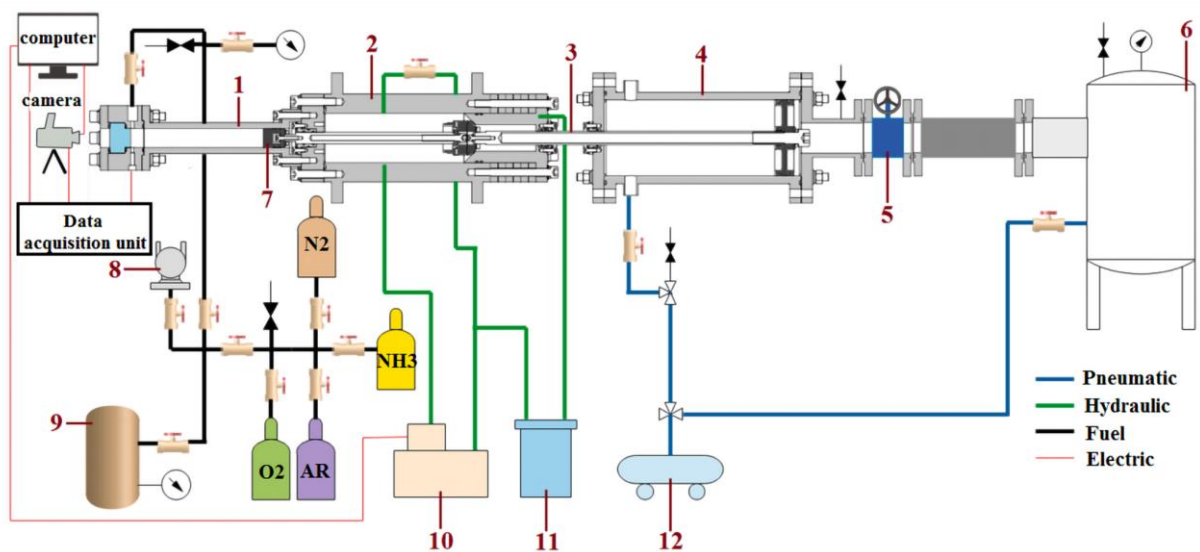 computer
camera
Data
acquisition unit
1
2
3
4
5
6
7
8
9
N2
NH3
O2
AR
10
11
12
Pneumatic
Hydraulic
Fuel
Electric